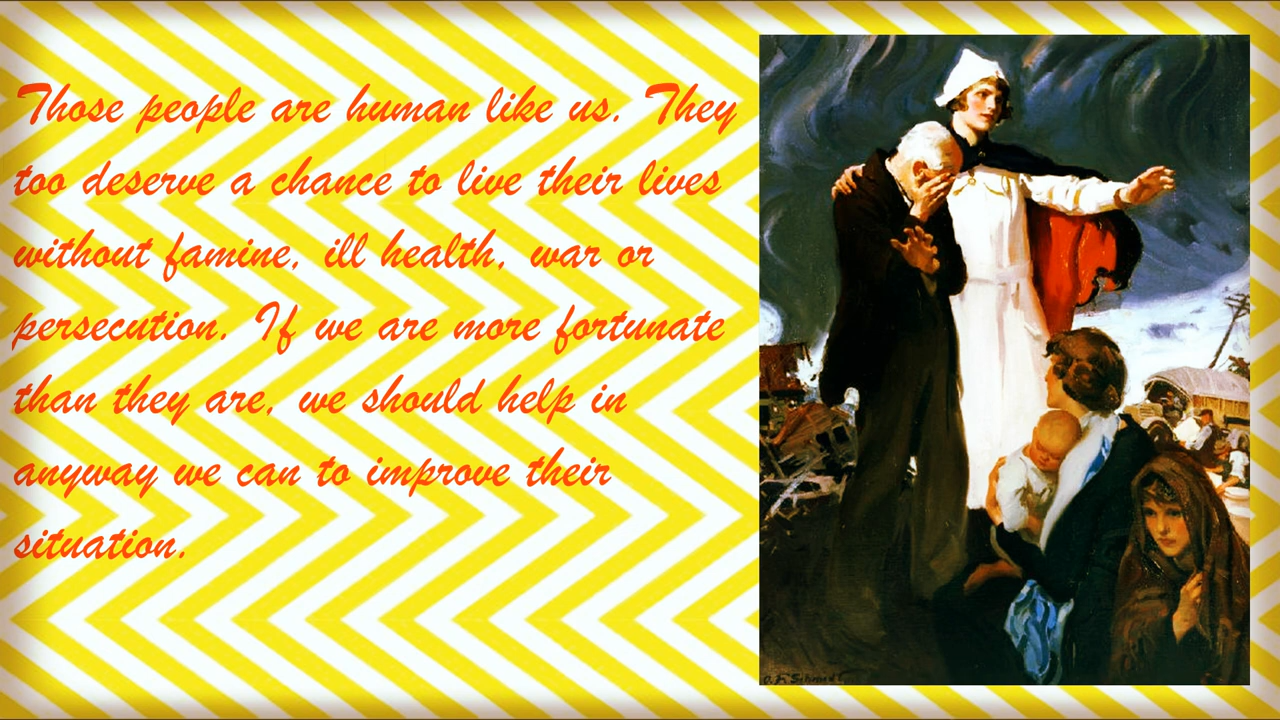 Those people are human like us. They
too deserve a chance to live their lives
without famine, ill health, war or
persecution. If we are more fortunate
than they are, we should help in
anyway we can to improve their
situation.